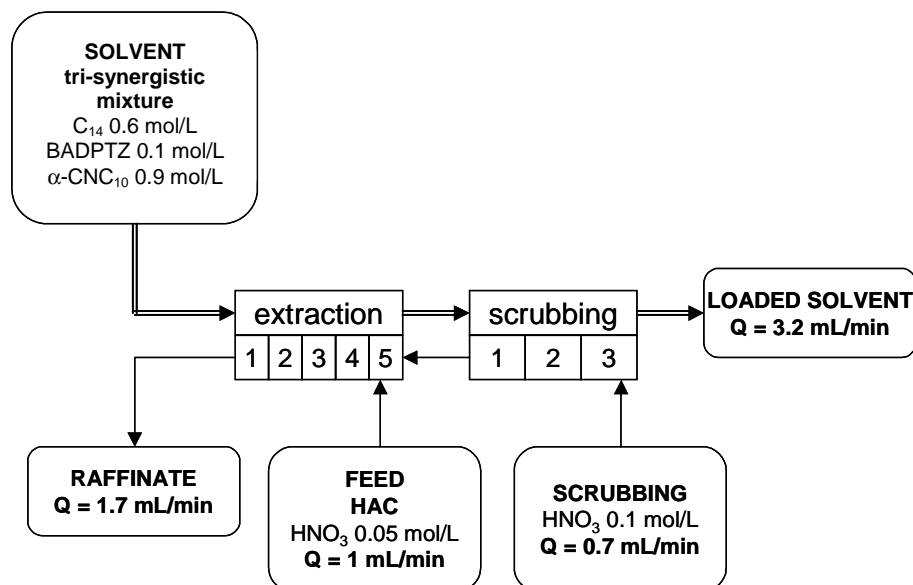 SOLVENT
tri-synergistic
mixture
C₁₄ 0.6 mol/L
BADPTZ 0.1 mol/L
α-CNC₁₀ 0.9 mol/L
extraction
1 2 3 4 5
scrubbing
1 2 3
LOADED SOLVENT
Q = 3.2 mL/min
RAFFINATE
Q = 1.7 mL/min
FEED
HAC
HNO₃ 0.05 mol/L
Q = 1 mL/min
SCRUBBING
HNO₃ 0.1 mol/L
Q = 0.7 mL/min